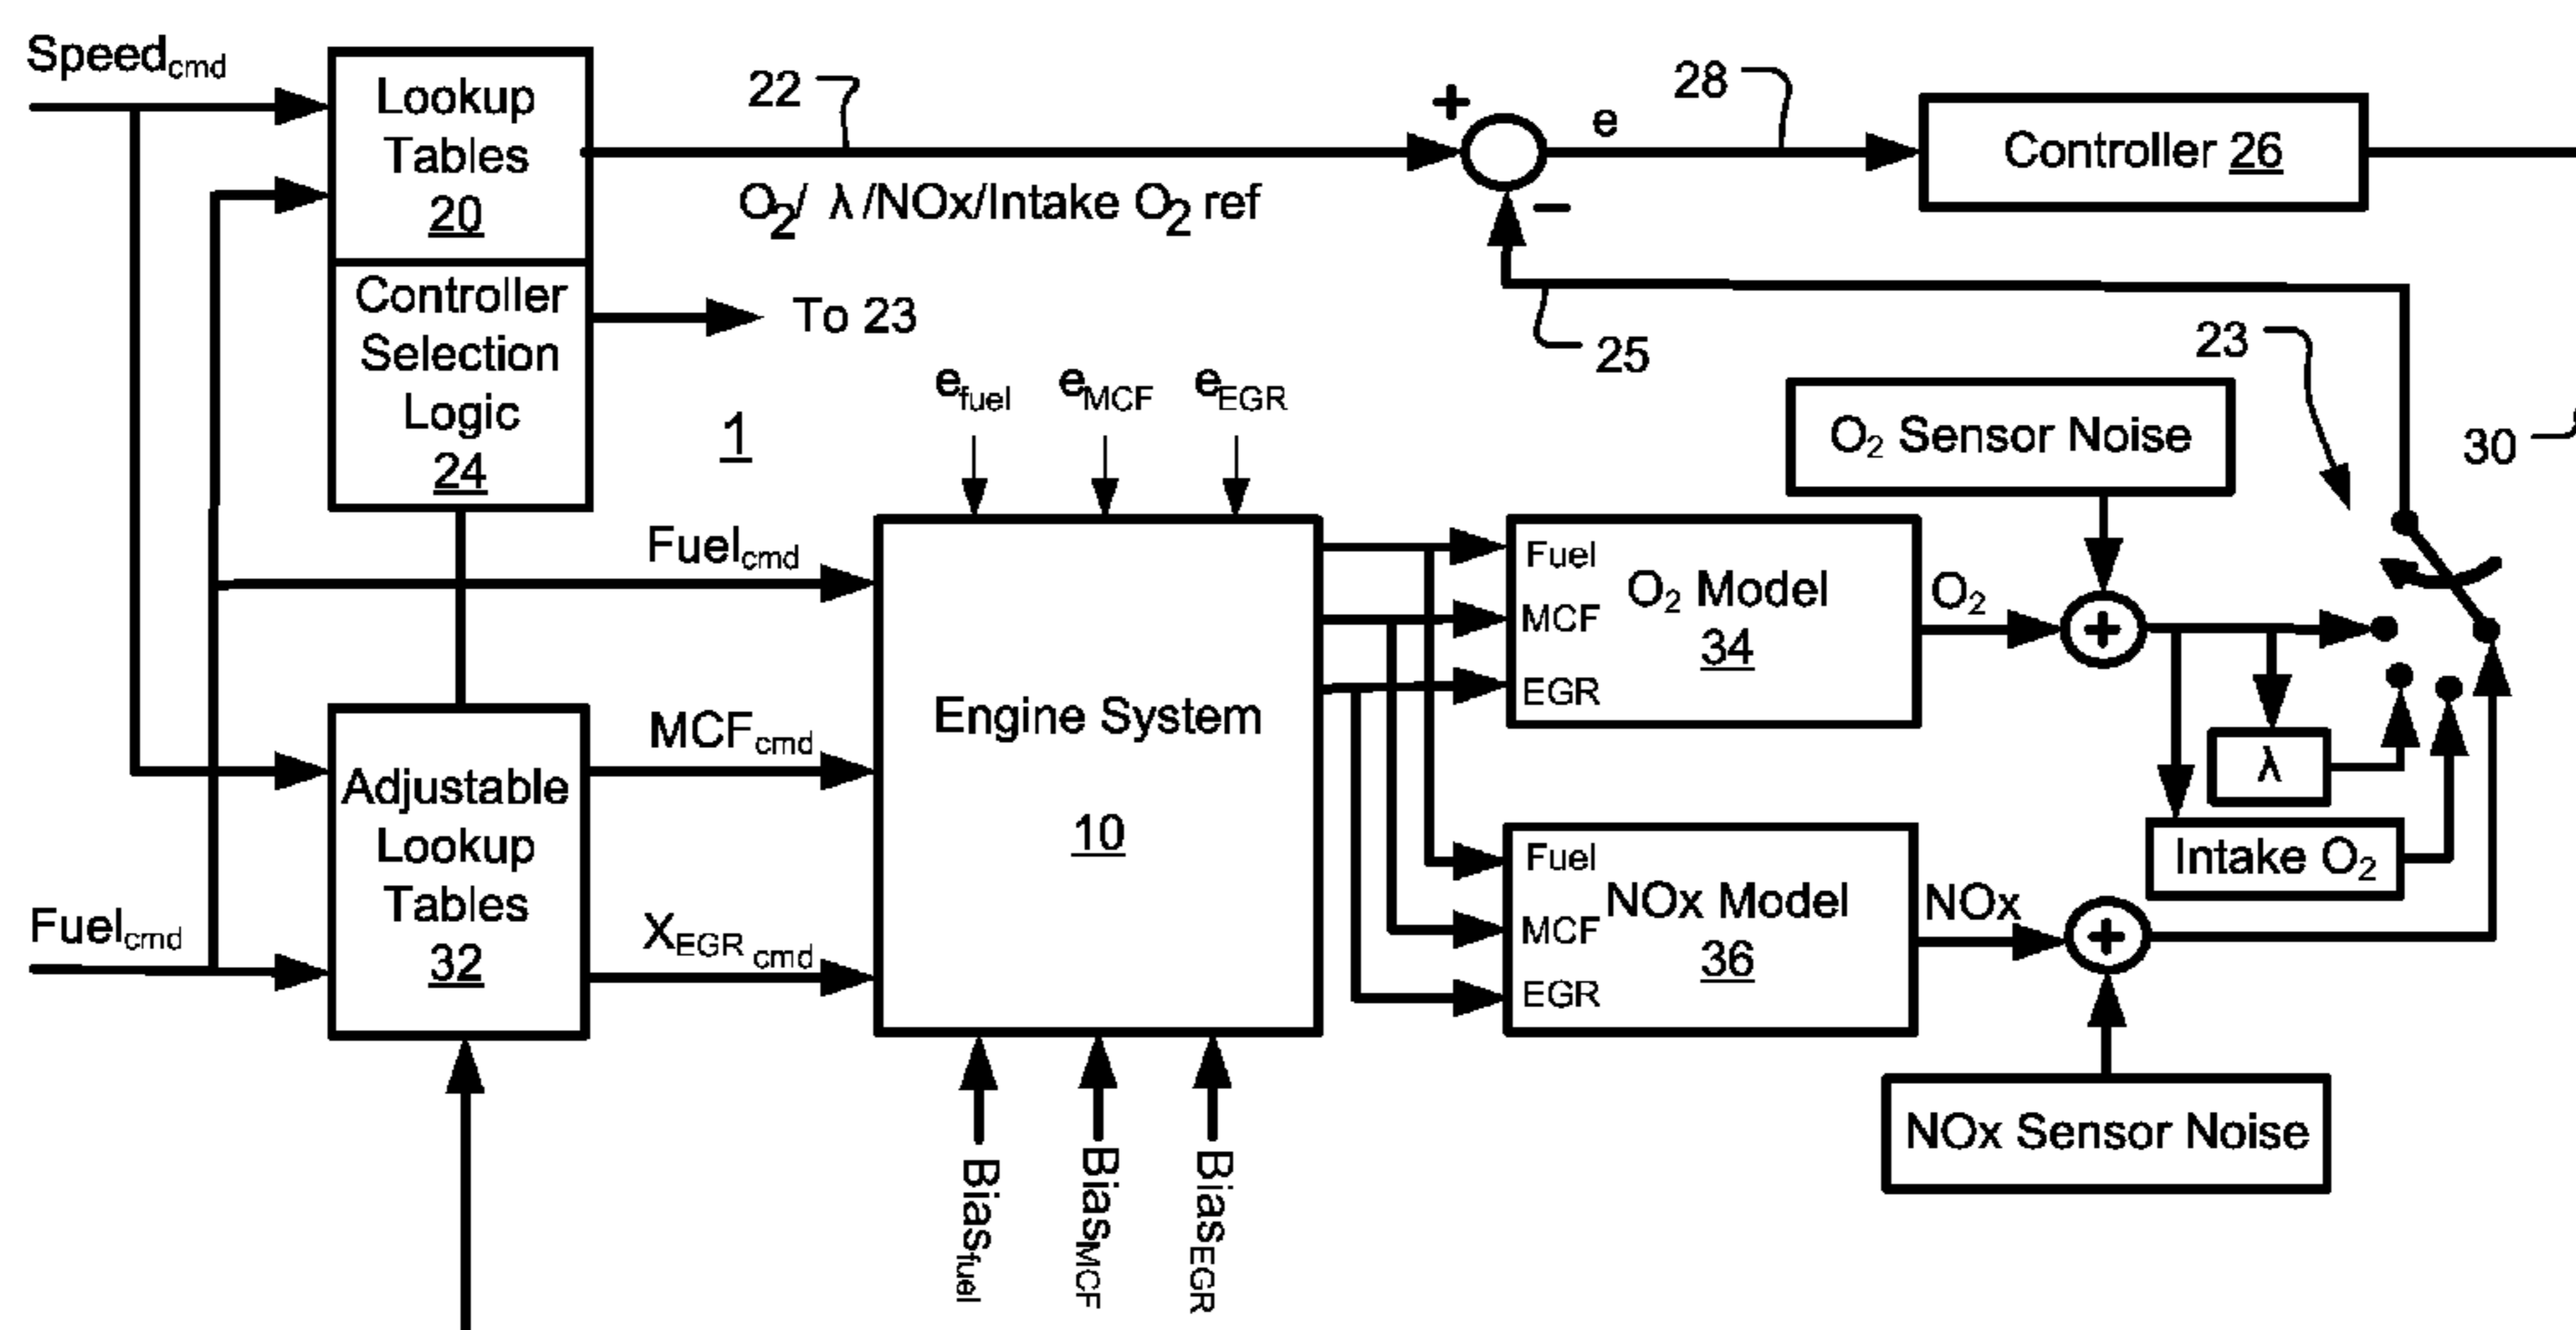 Speedcmd
Lookup
Tables
20
Controller
Selection
Logic
24
22
O2/ λ/NOx/Intake O2 ref
To 23
+
−
e
28
Controller 26
25
23
30
1
efuel
eMCF
eEGR
O2 Sensor Noise
Fuelcmd
Engine System
10
Fuel
MCF
EGR
O2 Model
34
O2
+
λ
Intake O2
Adjustable
Lookup
Tables
32
MCFcmd
XEGR cmd
Fuelcmd
Fuel
MCF
EGR
NOx Model
36
NOx
+
NOx Sensor Noise
Biasfuel
BiasMCF
BiasEGR